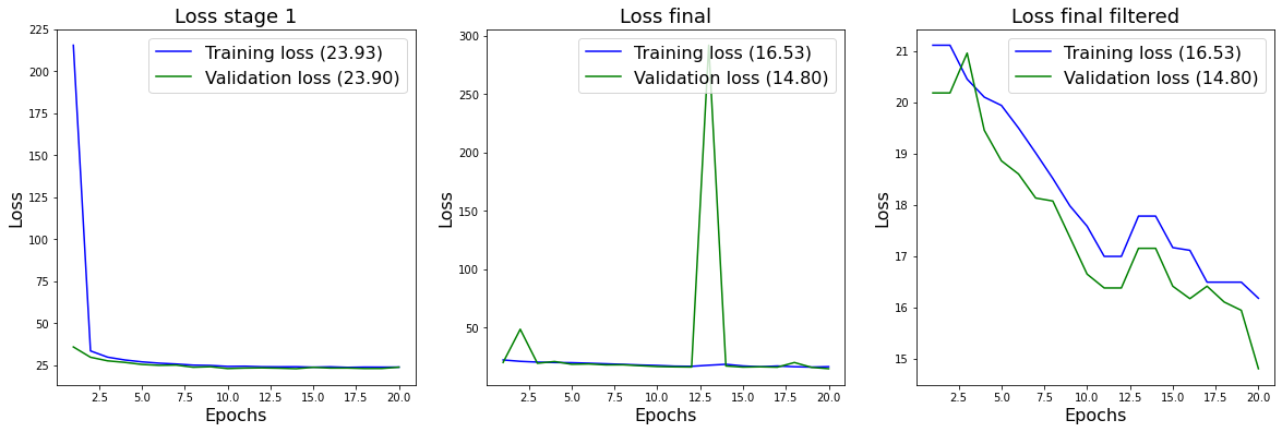 Loss stage 1
Training loss (23.93)
Validation loss (23.90)
225
200
175
150
125
100
75
50
25
Loss
2.5 5.0 7.5 10.0 12.5 15.0 17.5 20.0
Epochs
Loss final
Training loss (16.53)
Validation loss (14.80)
300
250
200
150
100
50
Loss
2.5 5.0 7.5 10.0 12.5 15.0 17.5 20.0
Epochs
Loss final filtered
Training loss (16.53)
Validation loss (14.80)
21
20
19
18
17
16
15
Loss
2.5 5.0 7.5 10.0 12.5 15.0 17.5 20.0
Epochs